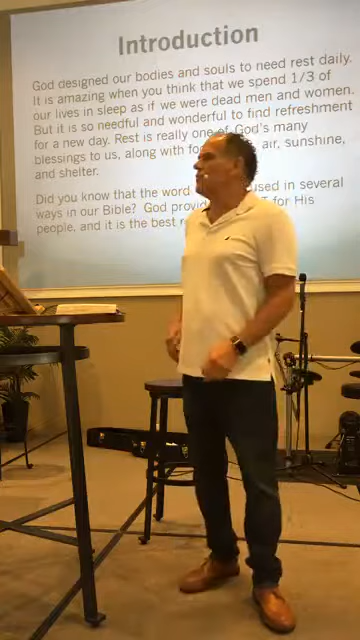 Introduction
God designed our bodies and souls to need rest daily.
It is amazing when you think that we spend 1/3 of
our lives in sleep as if we were dead men and women.
But it is so needful and wonderful to find refreshment
for a new day. Rest is really one of God's many
blessings to us, along with air, sunshine,
and shelter.
Did you know that the word used in several
ways in our Bible? God for His
people, and it is the best